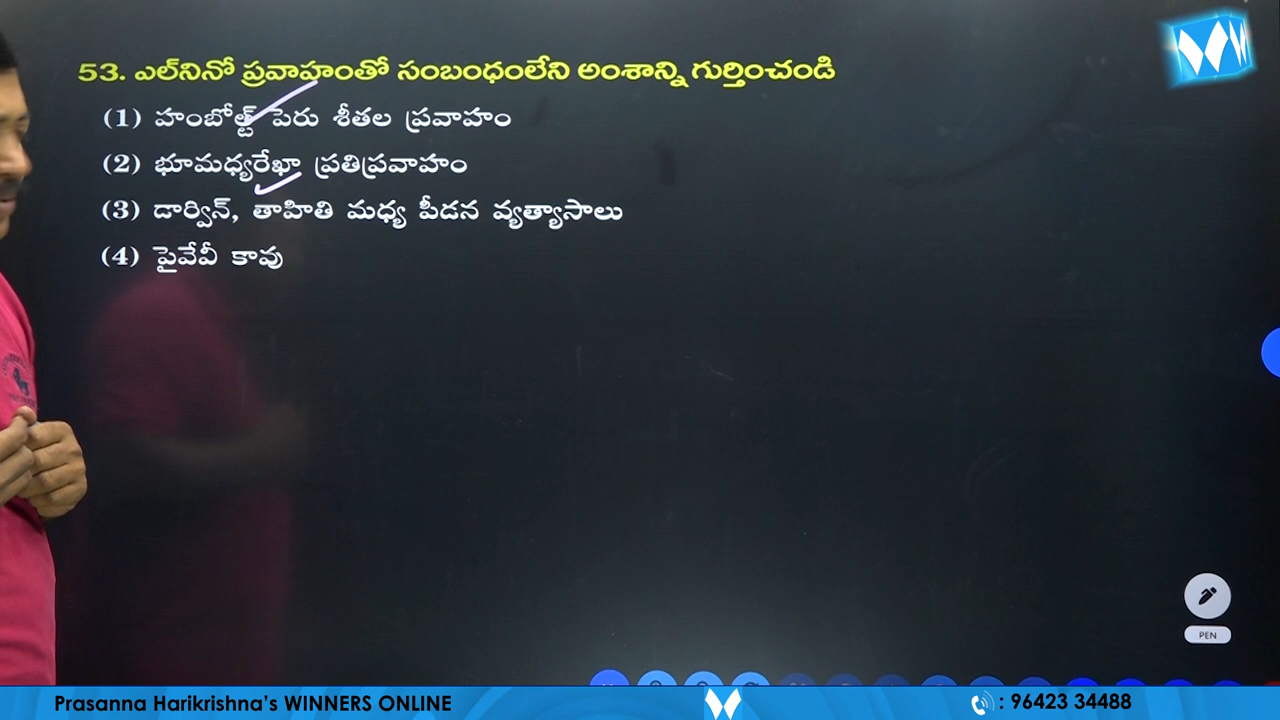 53. ఎల్‌నినో ప్రవాహంతో సంబంధంలేని అంశాన్ని గుర్తించండి
(1) హంబోల్ట్ పెరు శీతల ప్రవాహం
(2) భూమధ్యరేఖా ప్రతిప్రవాహం
(3) డార్విన్, తాహితి మధ్య పీడన వ్యత్యాసాలు
(4) పైవేవీ కావు
PEN
Prasanna Harikrishna's WINNERS ONLINE
: 96423 34488